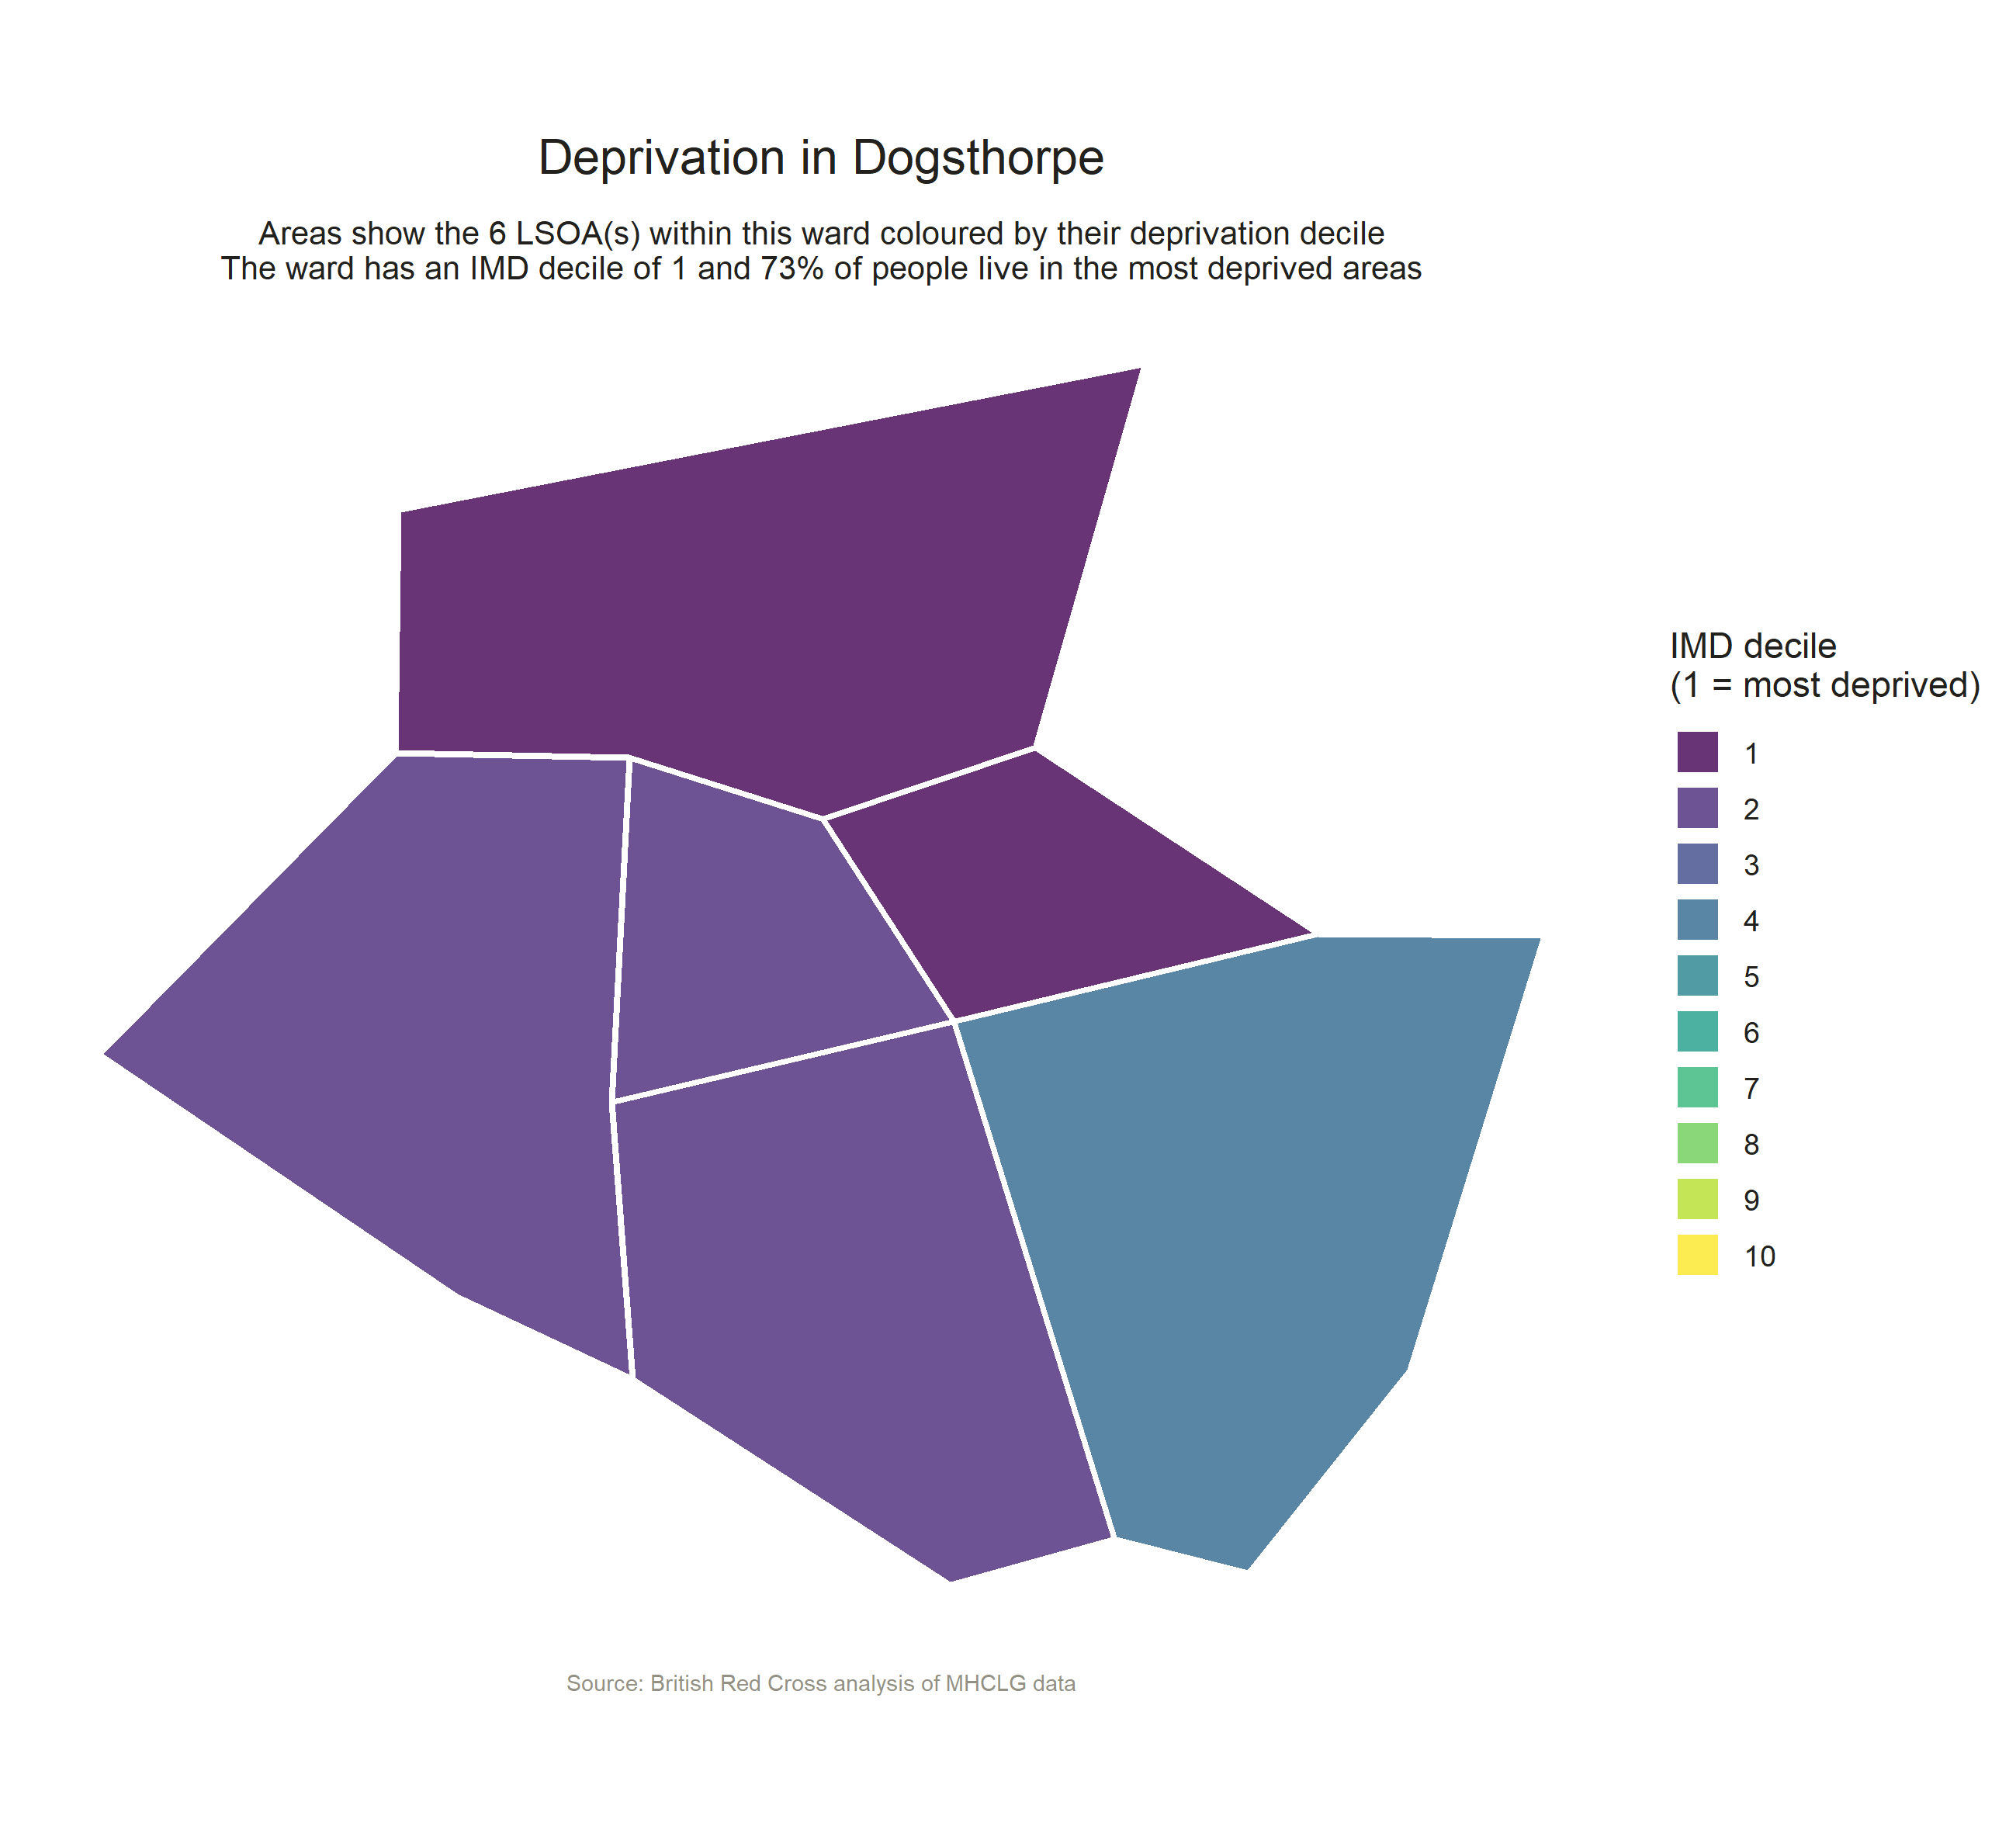 Deprivation in Dogsthorpe
Areas show the 6 LSOA(s) within this ward coloured by their deprivation decile
The ward has an IMD decile of 1 and 73% of people live in the most deprived areas
IMD decile
(1 = most deprived)
1
2
3
4
5
6
7
8
9
10
Source: British Red Cross analysis of MHCLG data